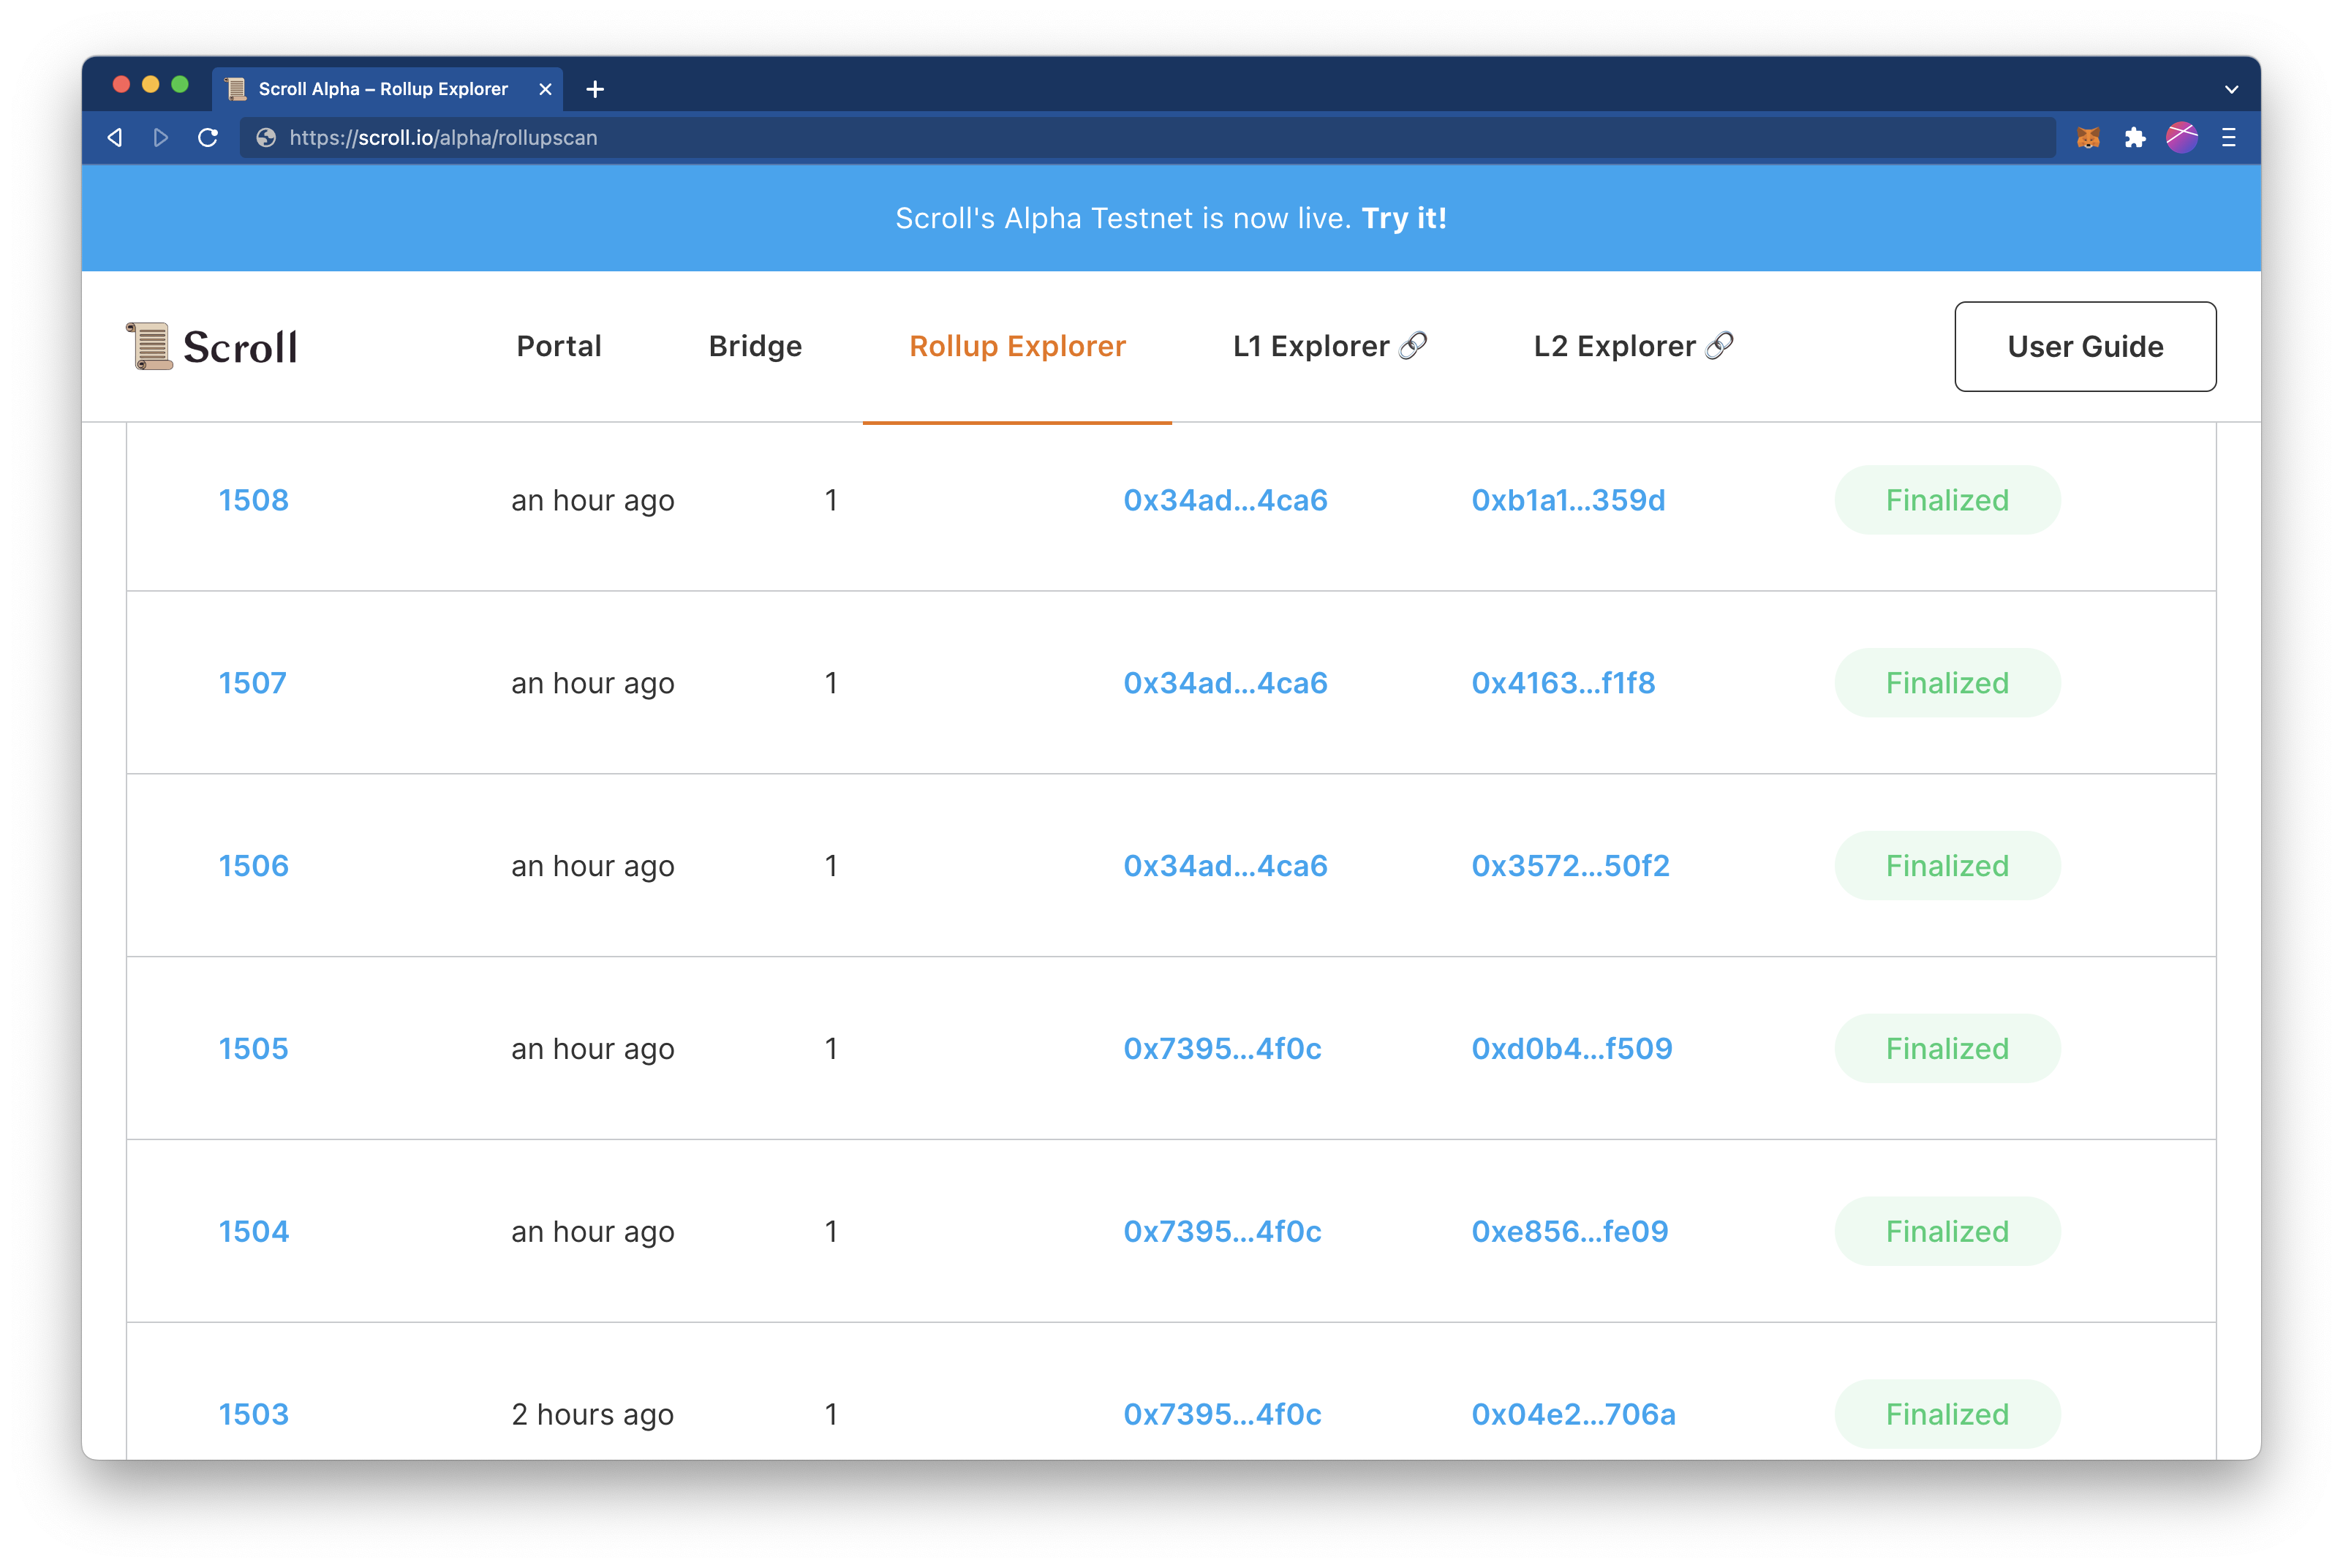 Scroll Alpha – Rollup Explorer
https://scroll.io/alpha/rollupscan
Scroll's Alpha Testnet is now live. Try it!
Scroll Portal Bridge Rollup Explorer L1 Explorer L2 Explorer User Guide
1508 an hour ago 1 0x34ad...4ca6 0xb1a1...359d Finalized
1507 an hour ago 1 0x34ad...4ca6 0x4163...f1f8 Finalized
1506 an hour ago 1 0x34ad...4ca6 0x3572...50f2 Finalized
1505 an hour ago 1 0x7395...4f0c 0xd0b4...f509 Finalized
1504 an hour ago 1 0x7395...4f0c 0xe856...fe09 Finalized
1503 2 hours ago 1 0x7395...4f0c 0x04e2...706a Finalized